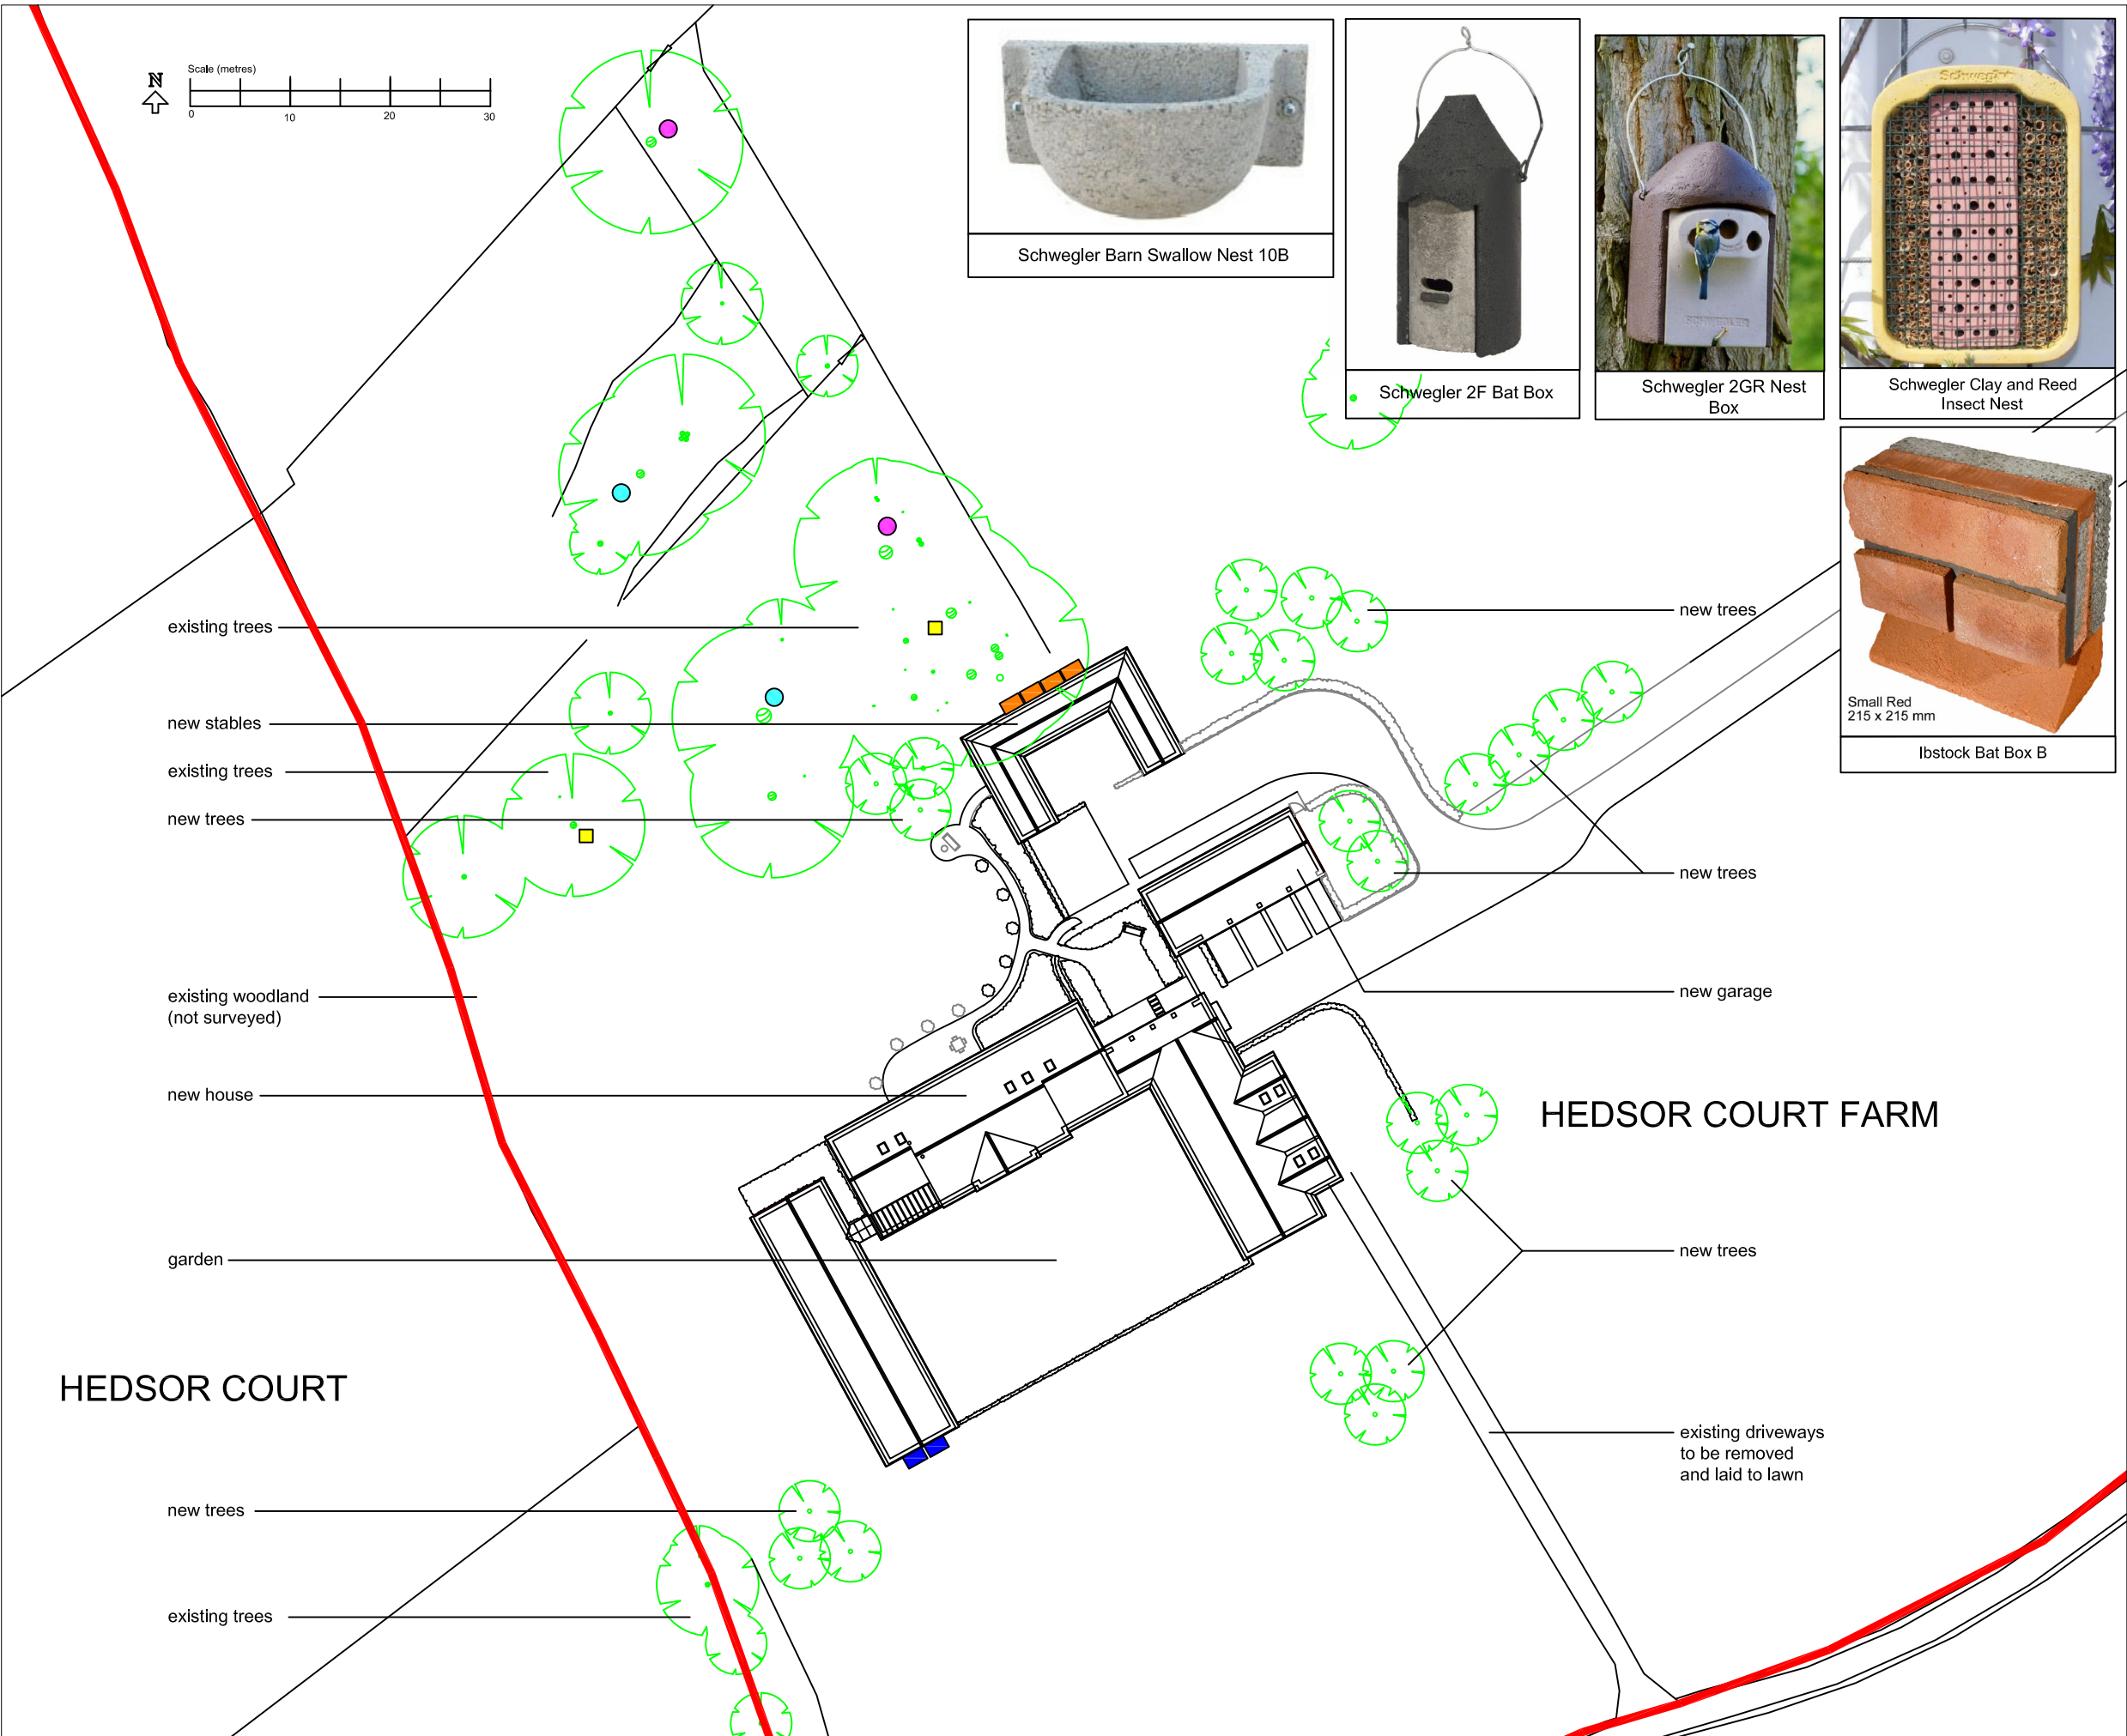 N
Scale (metres)
0
10
20
30
Schwegler Barn Swallow Nest 10B
Schwegler 2F Bat Box
SCHWEGLER
Schwegler 2GR Nest
Box
Schwegler
Schwegler Clay and Reed
Insect Nest
Small Red
215 x 215 mm
Ibstock Bat Box B
existing trees
new stables
existing trees
new trees
existing woodland
(not surveyed)
new house
garden
HEDSOR COURT
new trees
existing trees
new trees
new trees
new garage
HEDSOR COURT FARM
new trees
existing driveways
to be removed
and laid to lawn